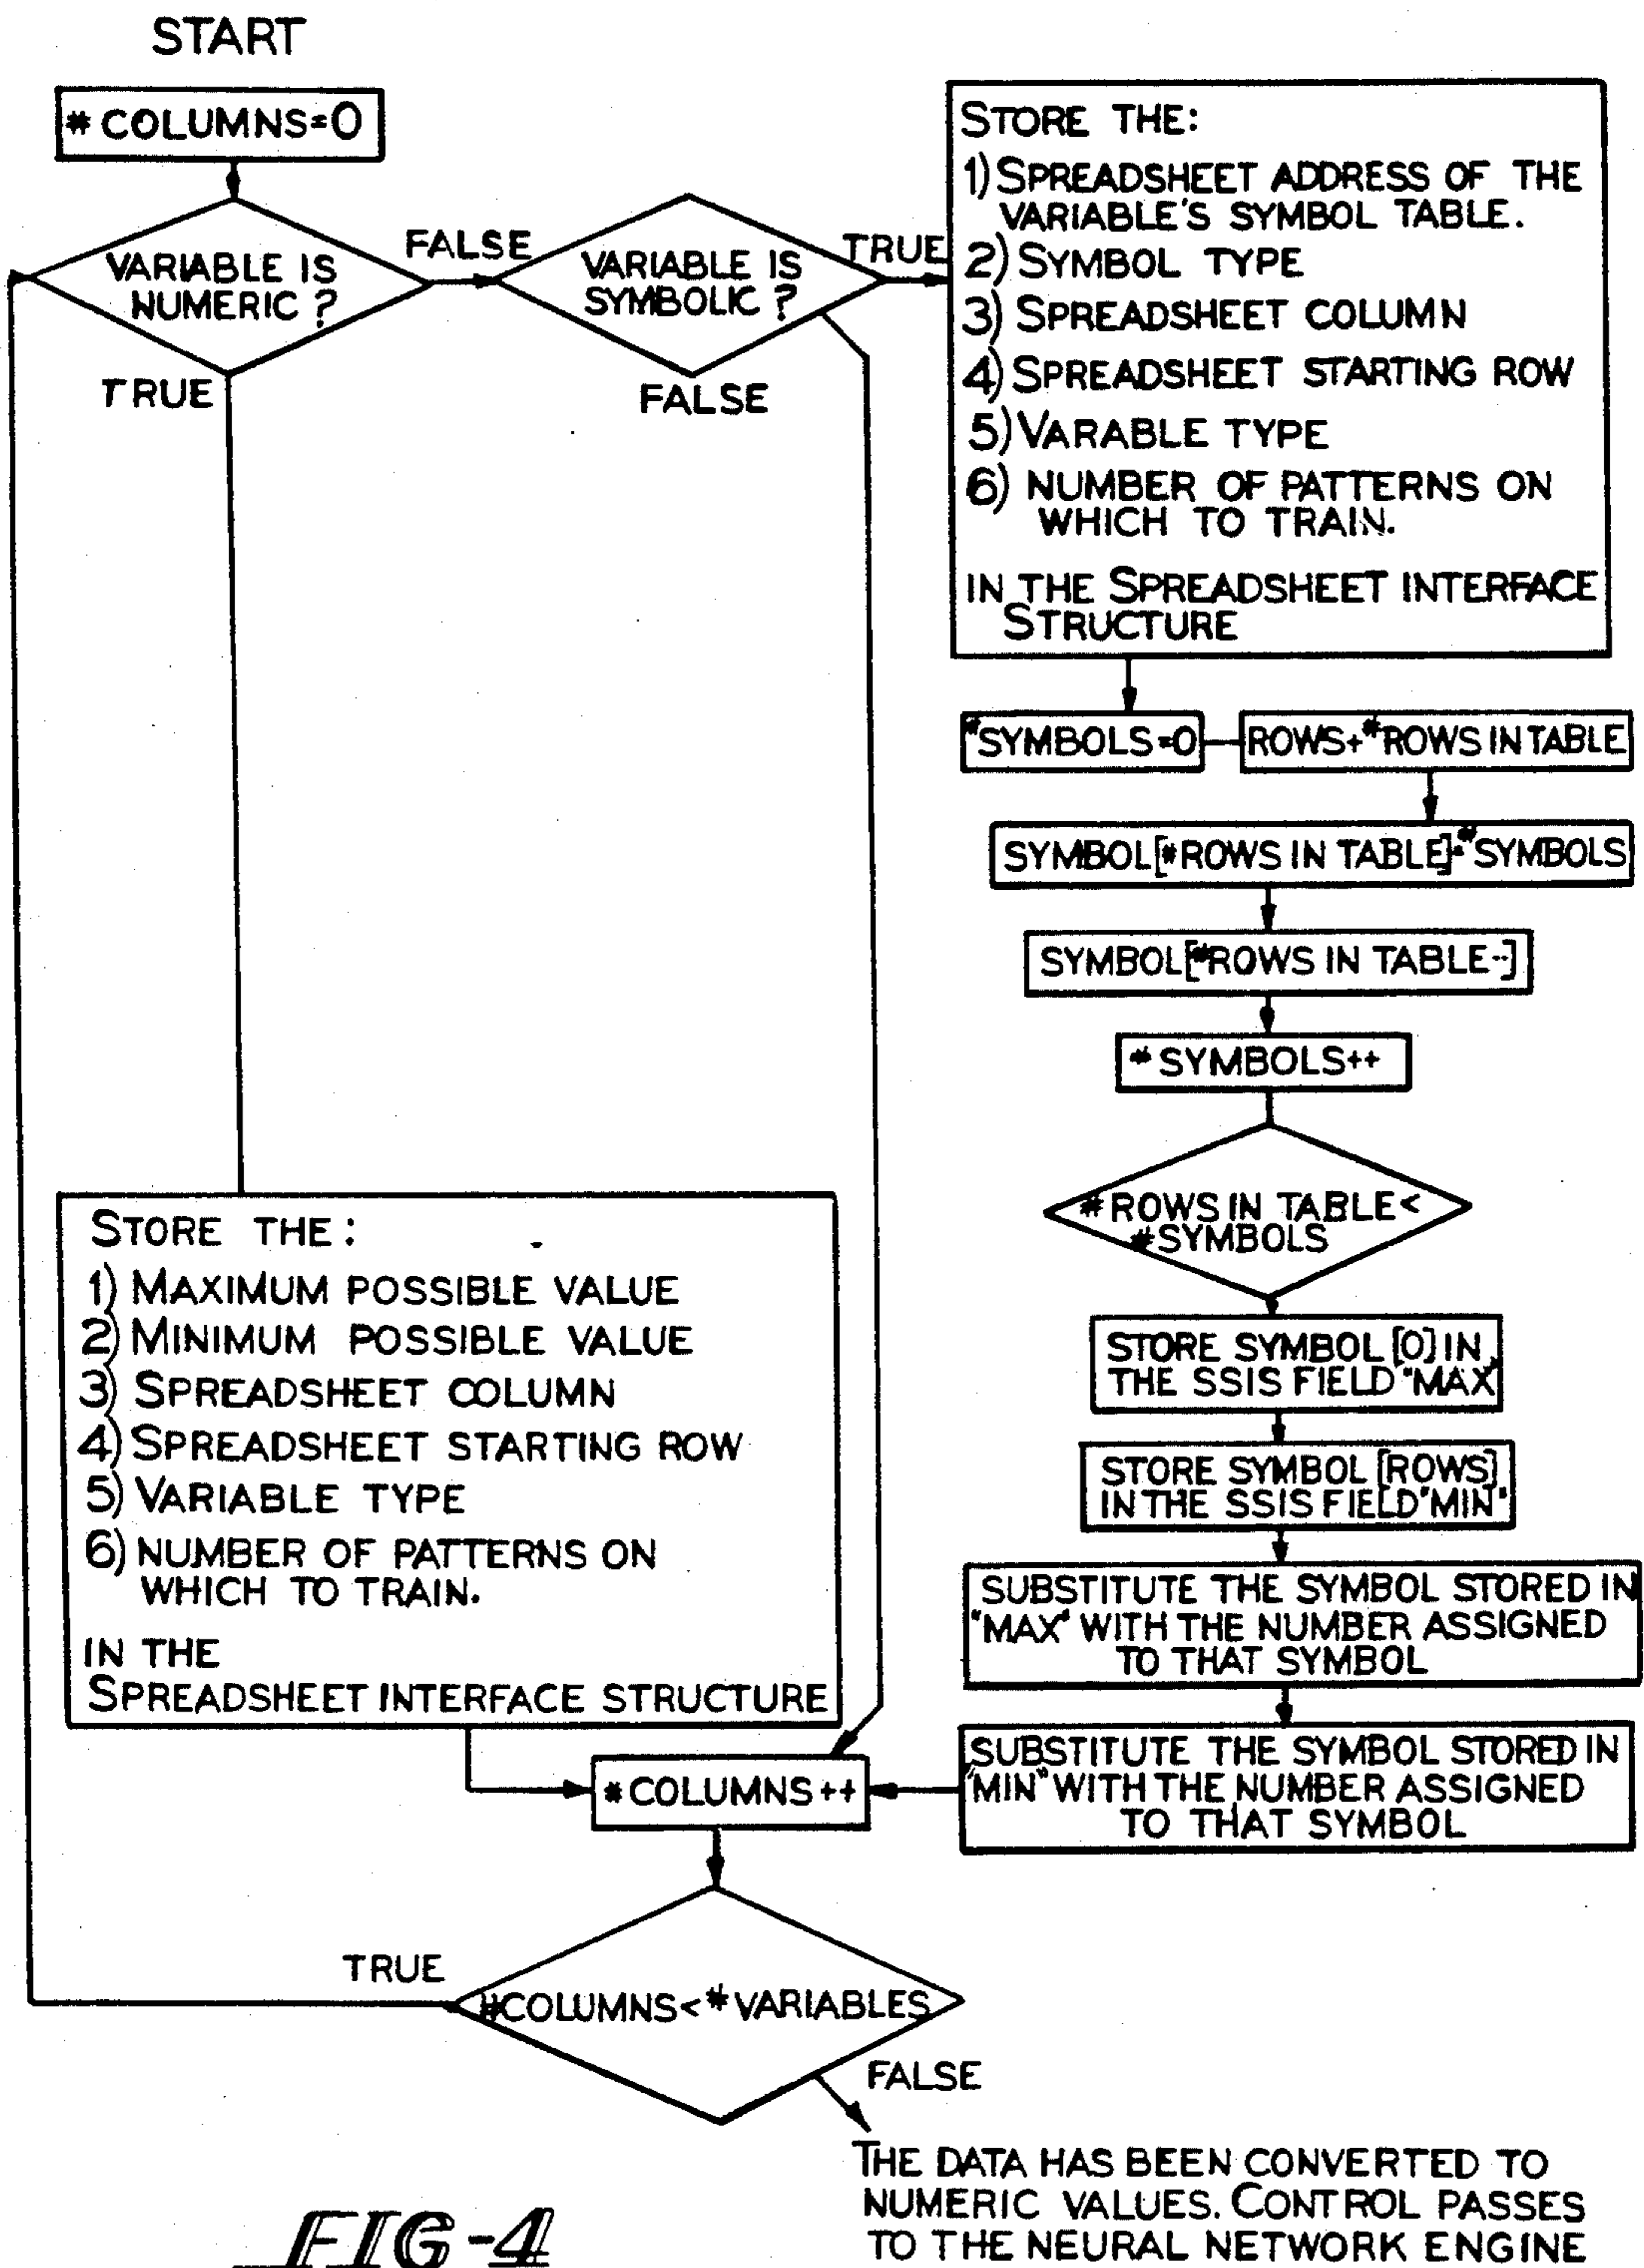 START
# COLUMNS=0
VARIABLE IS
NUMERIC ?
FALSE
TRUE
VARIABLE IS
SYMBOLIC ?
TRUE
FALSE
STORE THE:
1) SPREADSHEET ADDRESS OF THE
VARIABLE'S SYMBOL TABLE.
2) SYMBOL TYPE
3) SPREADSHEET COLUMN
4) SPREADSHEET STARTING ROW
5) VARABLE TYPE
6) NUMBER OF PATTERNS ON
WHICH TO TRAIN.
IN THE SPREADSHEET INTERFACE
STRUCTURE
#SYMBOLS=0
ROWS+#ROWS IN TABLE
SYMBOL[#ROWS IN TABLE]=#SYMBOLS
SYMBOL[#ROWS IN TABLE--]
# SYMBOLS++
#ROWS IN TABLE<
#SYMBOLS
STORE SYMBOL [0] IN
THE SSIS FIELD "MAX"
STORE SYMBOL [ROWS]
IN THE SSIS FIELD "MIN"
SUBSTITUTE THE SYMBOL STORED IN
"MAX" WITH THE NUMBER ASSIGNED
TO THAT SYMBOL
SUBSTITUTE THE SYMBOL STORED IN
"MIN" WITH THE NUMBER ASSIGNED
TO THAT SYMBOL
STORE THE:
1) MAXIMUM POSSIBLE VALUE
2) MINIMUM POSSIBLE VALUE
3) SPREADSHEET COLUMN
4) SPREADSHEET STARTING ROW
5) VARIABLE TYPE
6) NUMBER OF PATTERNS ON
WHICH TO TRAIN.
IN THE
SPREADSHEET INTERFACE STRUCTURE
# COLUMNS ++
TRUE
#COLUMNS<#VARIABLES
FALSE
THE DATA HAS BEEN CONVERTED TO
NUMERIC VALUES. CONTROL PASSES
TO THE NEURAL NETWORK ENGINE
FIG-4